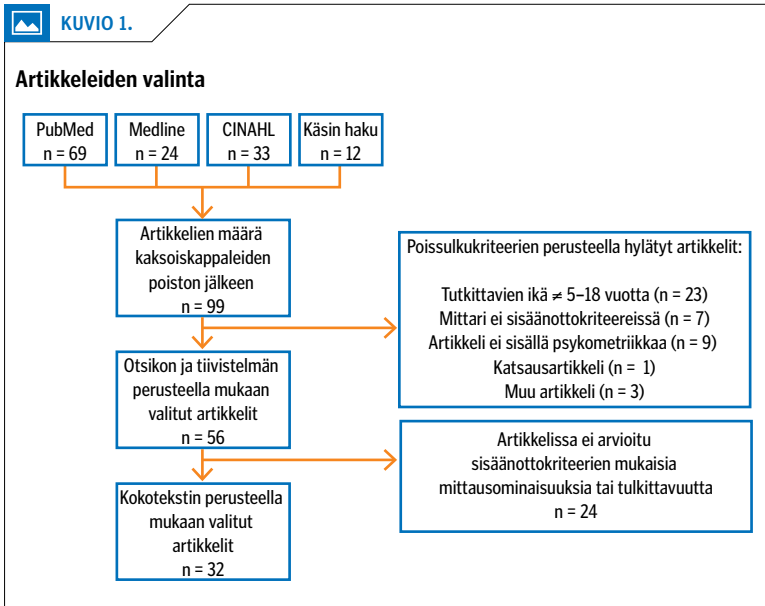 KUVIO 1.
Artikkeleiden valinta
PubMed
n = 69
Medline
n = 24
CINAHL
n = 33
Käsin haku
n = 12
Artikkelien määrä
kaksoiskappaleiden
poiston jälkeen
n = 99
Poissulkukriteerien perusteella hylätyt artikkelit:
Tutkittavien ikä ≠ 5–18 vuotta (n = 23)
Mittari ei sisäänottokriteereissä (n = 7)
Artikkeli ei sisällä psykometriikkaa (n = 9)
Katsausartikkeli (n = 1)
Muu artikkeli (n = 3)
Otsikon ja tiivistelmän
perusteella mukaan
valitut artikkelit
n = 56
Artikkelissa ei arvioitu
sisäänottokriteerien mukaisia
mittausominaisuuksia tai tulkittavuutta
n = 24
Kokotekstin perusteella
mukaan valitut
artikkelit
n = 32